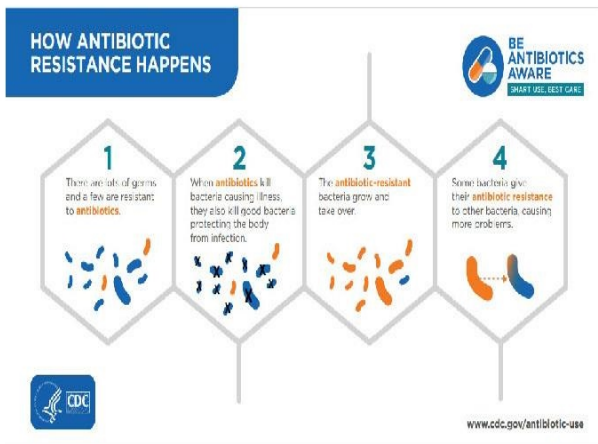 HOW ANTIBIOTIC
RESISTANCE HAPPENS
BE
ANTIBIOTICS
AWARE
SMART USE, BEST CARE
1
There are lots of germs
and a few are resistant
to antibiotics.
2
When antibiotics kill
bacteria causing illness,
they also kill good bacteria
protecting the body
from infection.
3
The antibiotic-resistant
bacteria grow and
take over.
4
Some bacteria give
their antibiotic resistance
to other bacteria, causing
more problems.
CDC
www.cdc.gov/antibiotic-use